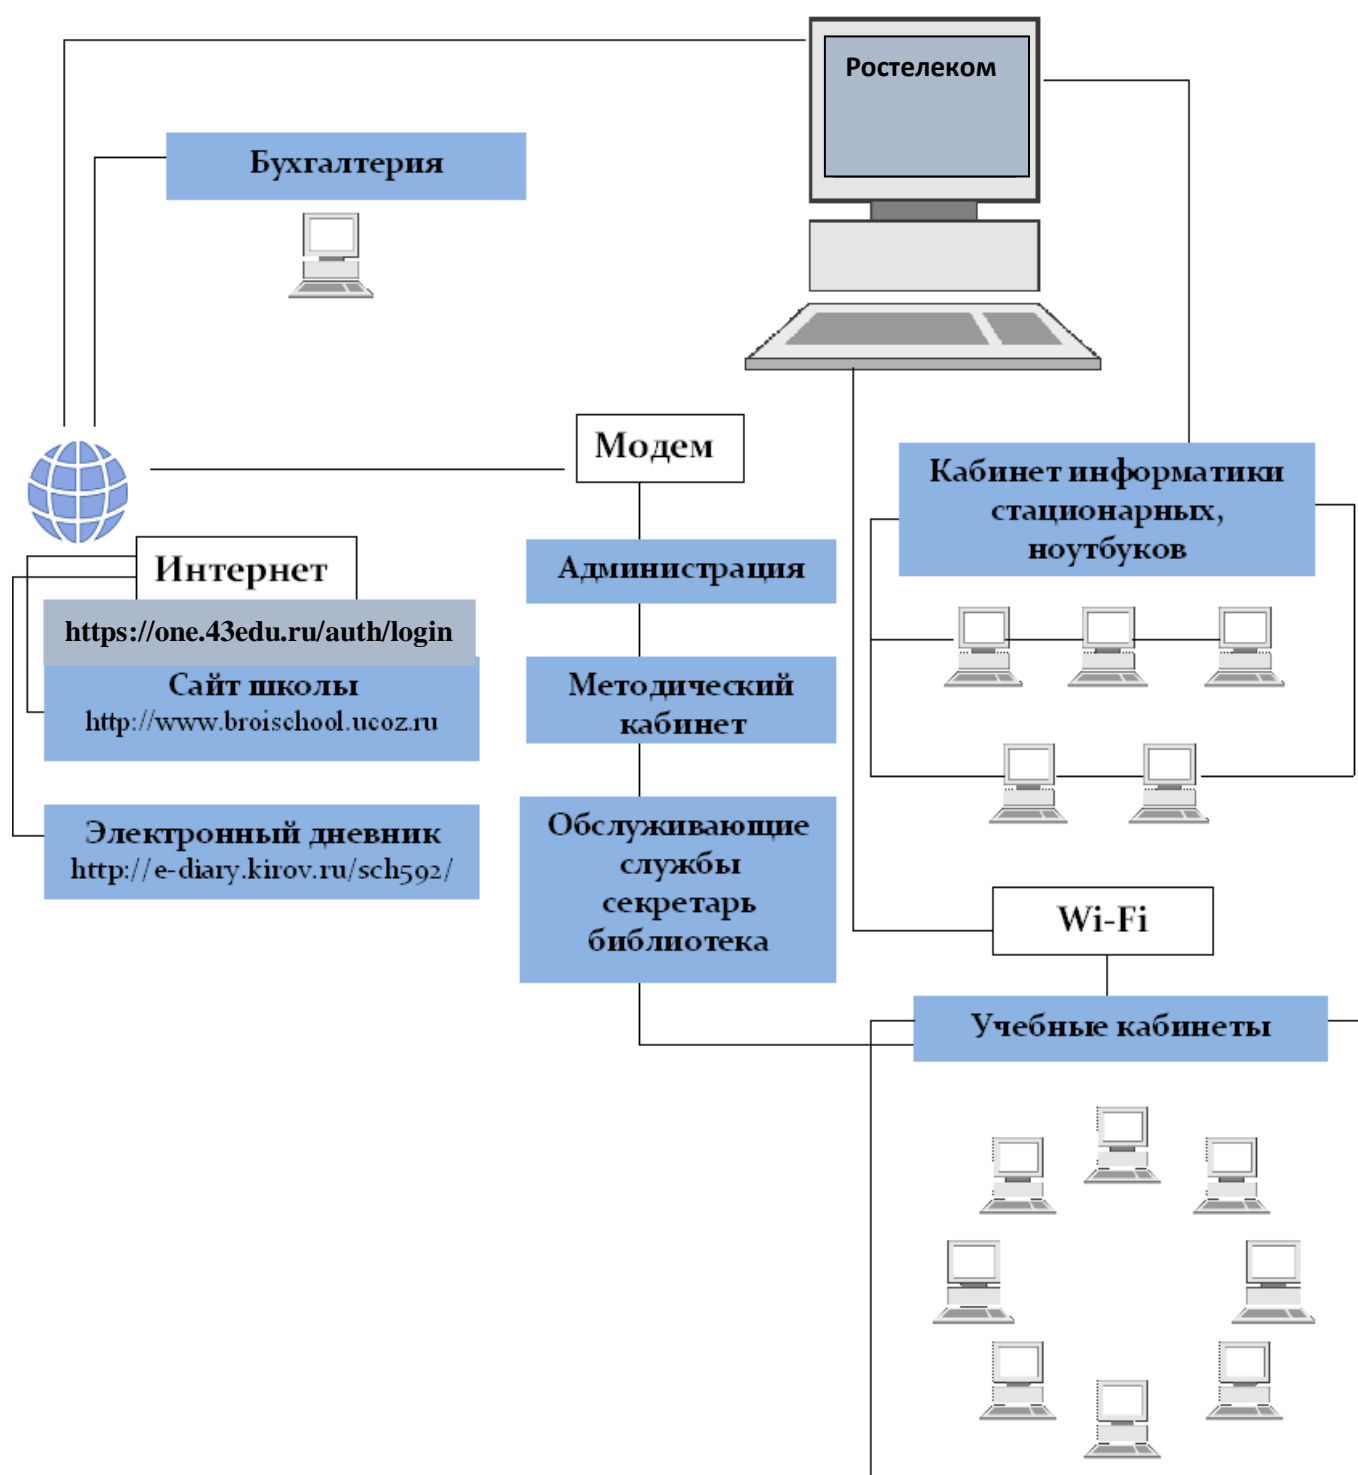 Ростелеком
Бухгалтерия
Модем
Кабинет информатики
стационарных,
ноутбуков
Интернет
https://one.43edu.ru/auth/login
Сайт школы
http://www.broischool.ucoz.ru
Электронный дневник
http://e-diary.kirov.ru/sch592/
Администрация
Методический
кабинет
Обслуживающие
службы
секретарь
библиотека
Wi-Fi
Учебные кабинеты